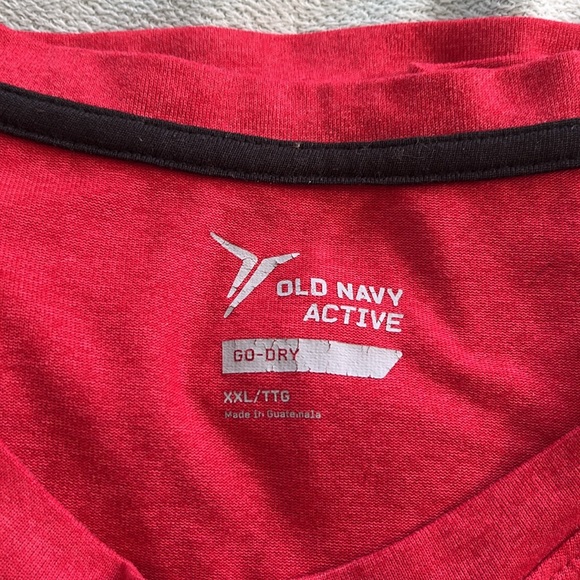 OLD NAVY
ACTIVE
GO-DRY
XXL/TTG
Made in Guatemala